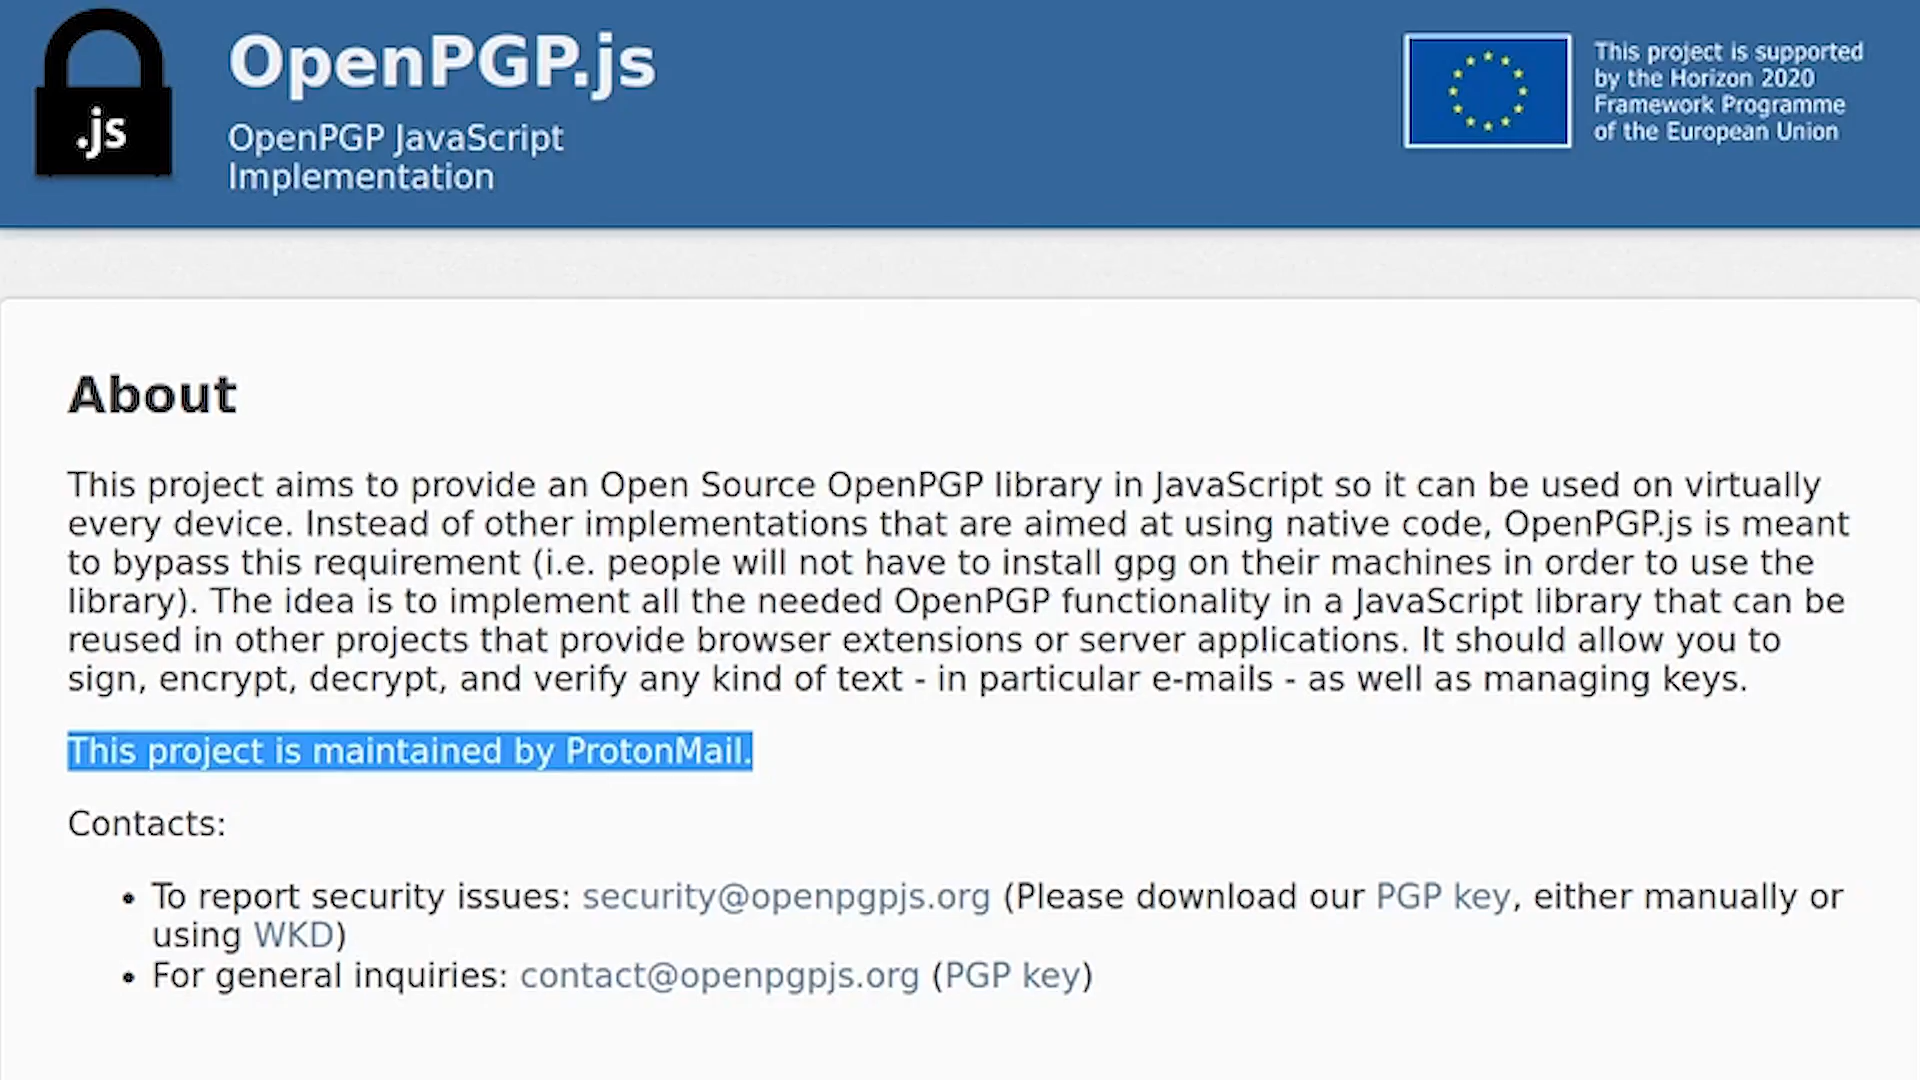 .js
OpenPGP.js
OpenPGP JavaScript
Implementation
This project is supported
by the Horizon 2020
Framework Programme
of the European Union
About
This project aims to provide an Open Source OpenPGP library in JavaScript so it can be used on virtually
every device. Instead of other implementations that are aimed at using native code, OpenPGP.js is meant
to bypass this requirement (i.e. people will not have to install gpg on their machines in order to use the
library). The idea is to implement all the needed OpenPGP functionality in a JavaScript library that can be
reused in other projects that provide browser extensions or server applications. It should allow you to
sign, encrypt, decrypt, and verify any kind of text - in particular e-mails - as well as managing keys.
This project is maintained by ProtonMail.
Contacts:
• To report security issues: security@openpgpjs.org (Please download our PGP key, either manually or
using WKD)
• For general inquiries: contact@openpgpjs.org (PGP key)